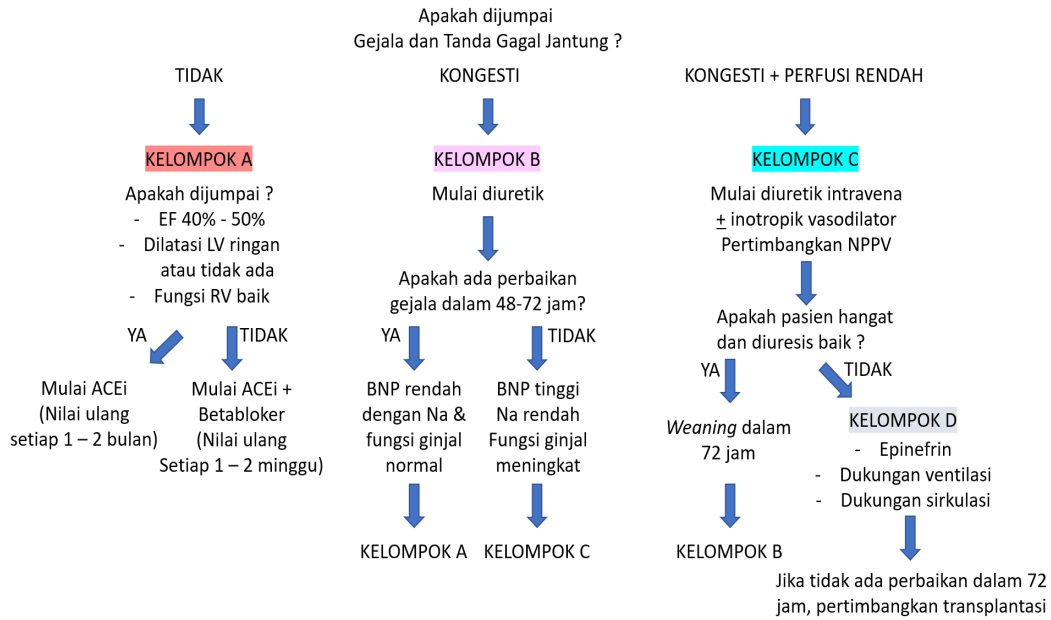 Apakah dijumpai
Gejala dan Tanda Gagal Jantung ?
TIDAK
KELOMPOK A
Apakah dijumpai ?
- EF 40% - 50%
- Dilatasi LV ringan
atau tidak ada
- Fungsi RV baik
YA
TIDAK
Mulai ACEi
(Nilai ulang
setiap 1 – 2 bulan)
Mulai ACEi +
Betabloker
(Nilai ulang
Setiap 1 – 2 minggu)
KONGESTI
KELOMPOK B
Mulai diuretik
Apakah ada perbaikan
gejala dalam 48-72 jam?
YA
TIDAK
BNP rendah
dengan Na &
fungsi ginjal
normal
BNP tinggi
Na rendah
Fungsi ginjal
meningkat
KELOMPOK A
KELOMPOK C
KONGESTI + PERFUSI RENDAH
KELOMPOK C
Mulai diuretik intravena
± inotropik vasodilator
Pertimbangkan NPPV
Apakah pasien hangat
dan diuresis baik ?
YA
TIDAK
Weaning dalam
72 jam
KELOMPOK B
KELOMPOK D
- Epinefrin
- Dukungan ventilasi
- Dukungan sirkulasi
Jika tidak ada perbaikan dalam 72
jam, pertimbangkan transplantasi